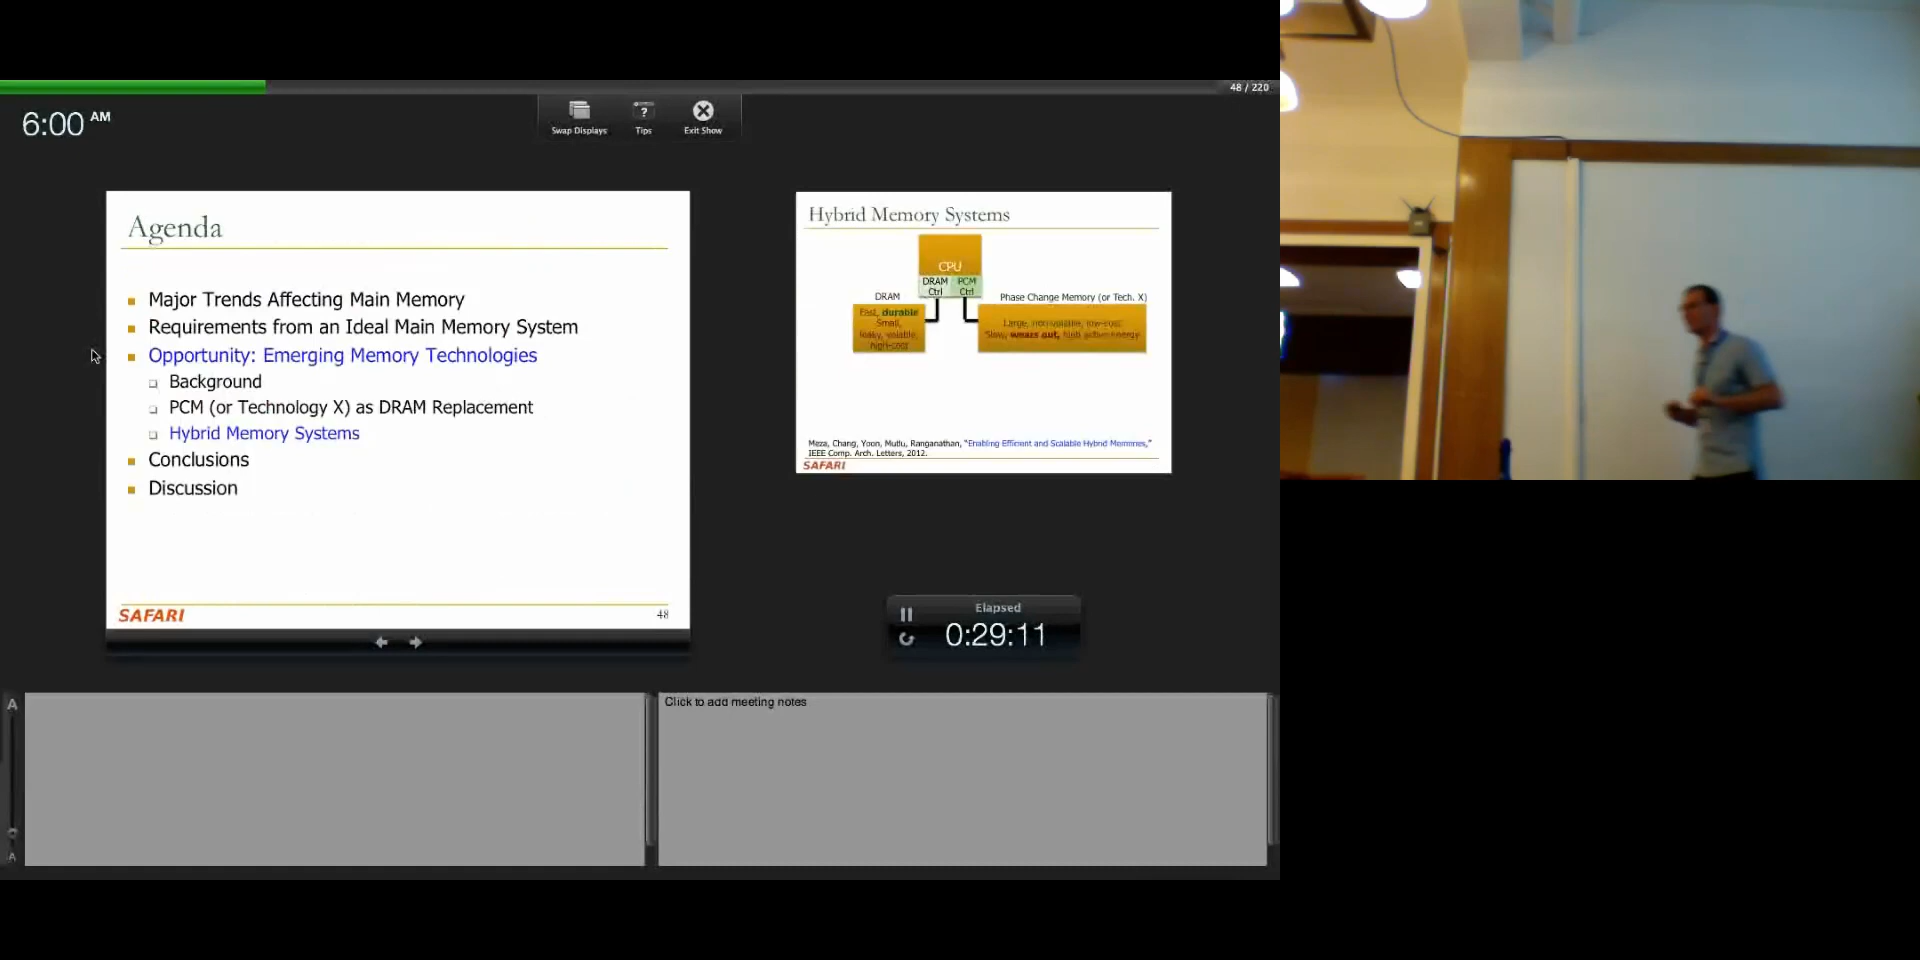 48 / 220
6:00 AM
Swap Displays
Tips
Exit Show
Agenda
Major Trends Affecting Main Memory
Requirements from an Ideal Main Memory System
Opportunity: Emerging Memory Technologies
Background
PCM (or Technology X) as DRAM Replacement
Hybrid Memory Systems
Conclusions
Discussion
SAFARI
48
Hybrid Memory Systems
CPU
DRAM Ctrl
PCM Ctrl
DRAM
Phase Change Memory (or Tech. X)
Fast, durable
Small,
leaky, volatile,
high-cost
Large, non-volatile, low-cost
Slow, wears out, high active energy
Meza, Chang, Yoon, Mutlu, Ranganathan, "Enabling Efficient and Scalable Hybrid Memories,"
IEEE Comp. Arch. Letters, 2012.
SAFARI
Elapsed
0:29:11
A
A
Click to add meeting notes